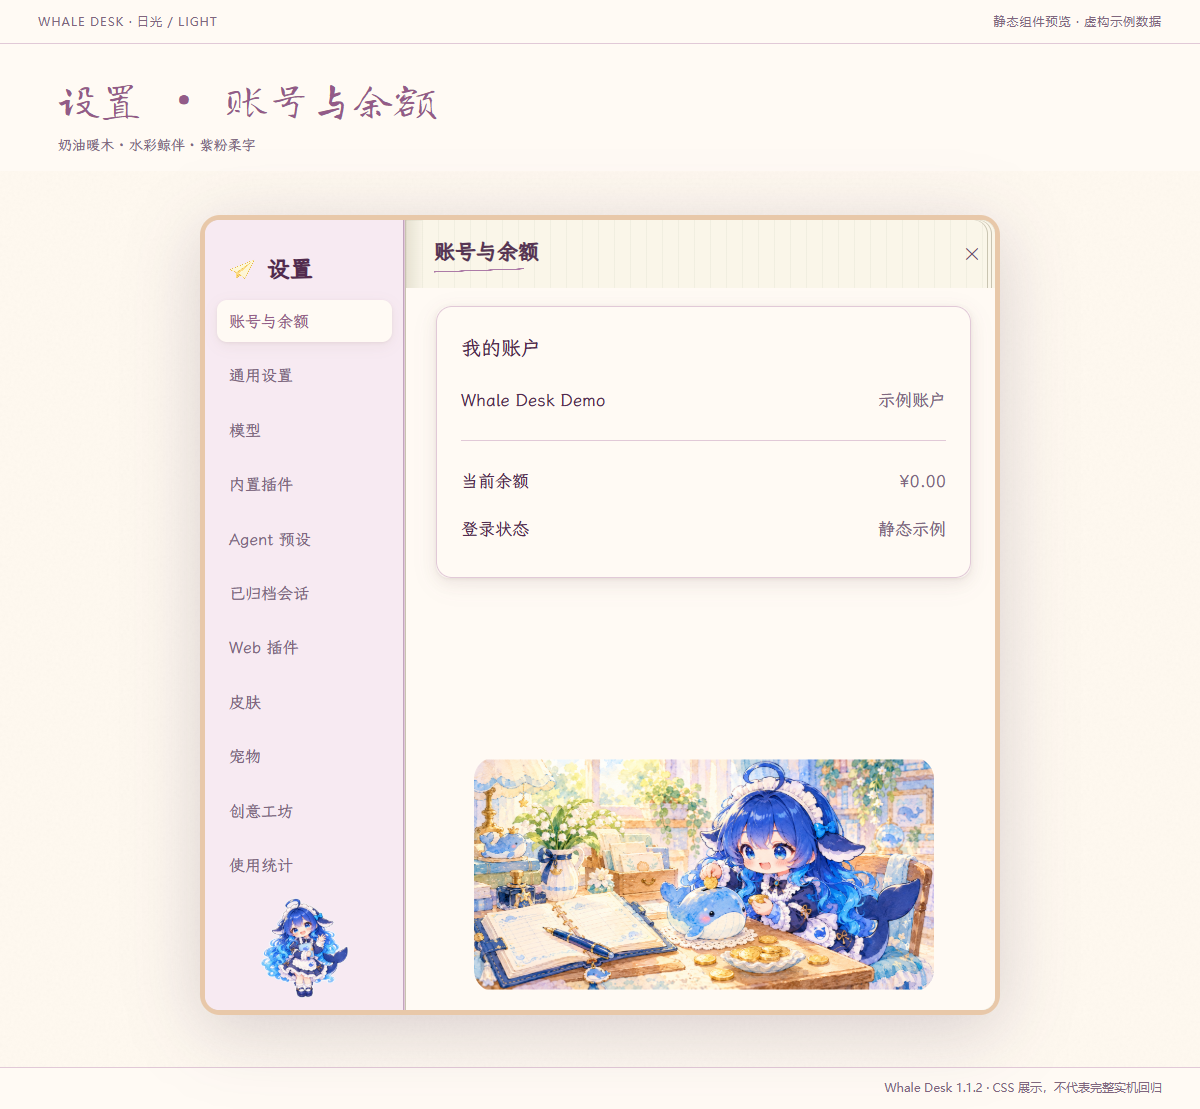 WHALE DESK · 日光 / LIGHT
静态组件预览 · 虚构示例数据
设置 · 账号与余额
奶油暖木 · 水彩鲸伴 · 紫粉柔字
设置
账号与余额
通用设置
模型
内置插件
Agent 预设
已归档会话
Web 插件
皮肤
宠物
创意工坊
使用统计
账号与余额
我的账户
Whale Desk Demo 示例账户
当前余额 ¥0.00
登录状态 静态示例
Whale Desk 1.1.2 · CSS 展示，不代表完整实机回归